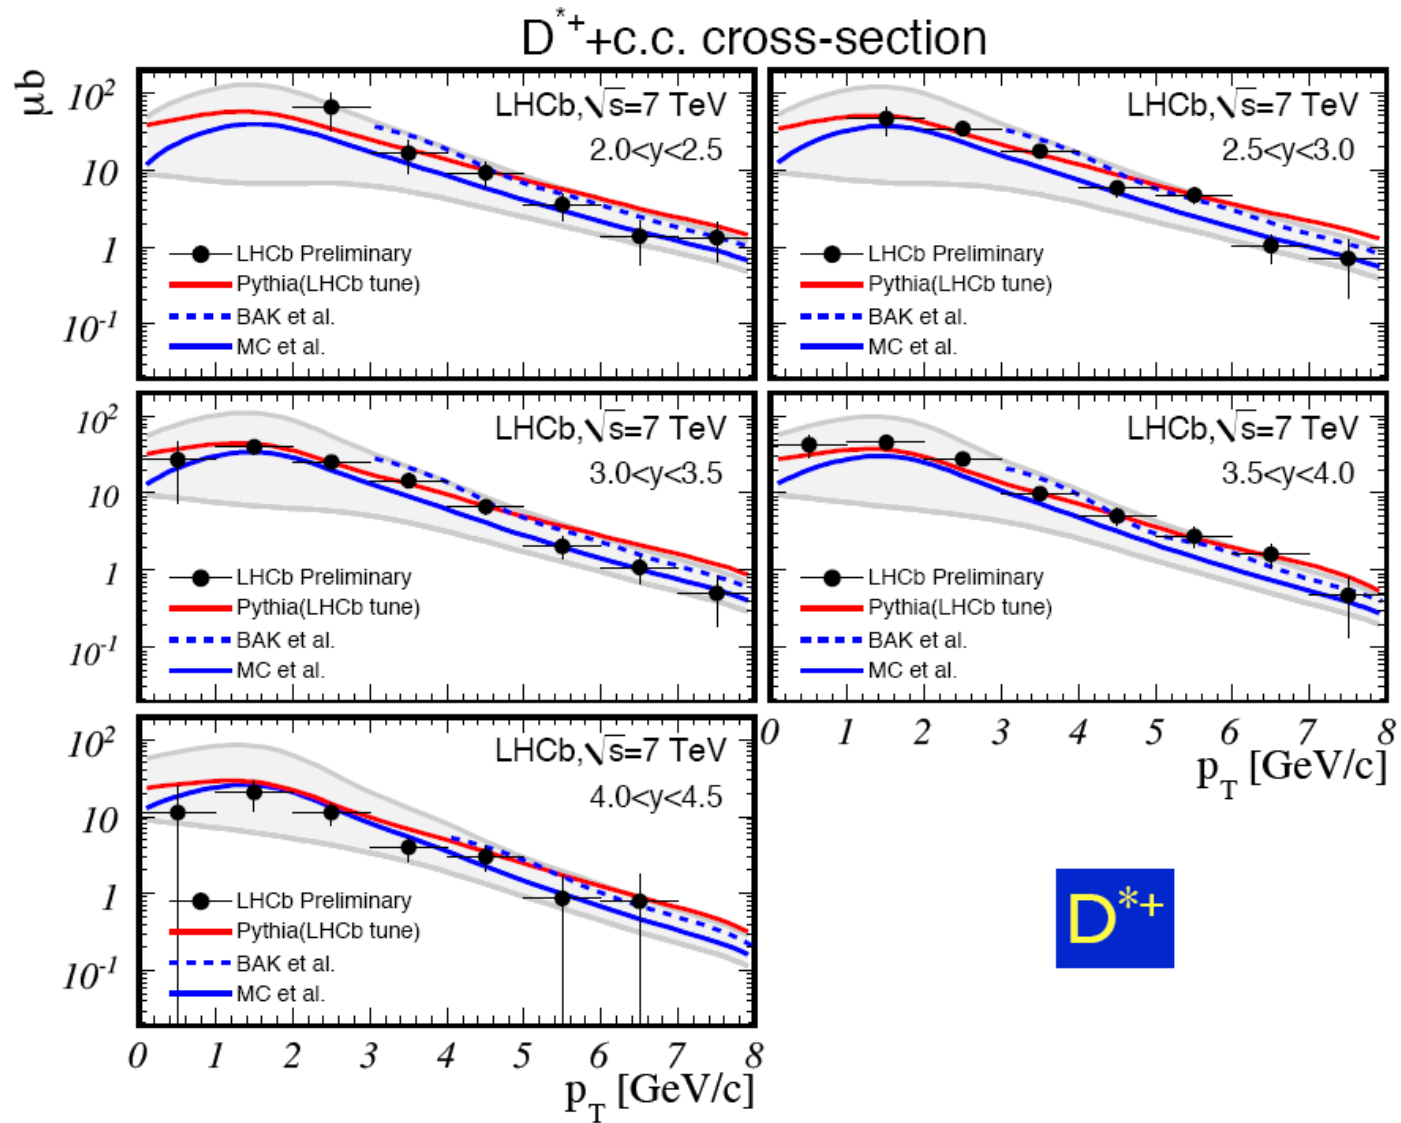 D*++c.c. cross-section
μb
LHCb,√s=7 TeV
2.0<y<2.5
10²
10
1
10⁻¹
LHCb Preliminary
Pythia(LHCb tune)
BAK et al.
MC et al.
LHCb,√s=7 TeV
2.5<y<3.0
LHCb Preliminary
Pythia(LHCb tune)
BAK et al.
MC et al.
LHCb,√s=7 TeV
3.0<y<3.5
10²
10
1
10⁻¹
LHCb Preliminary
Pythia(LHCb tune)
BAK et al.
MC et al.
LHCb,√s=7 TeV
3.5<y<4.0
LHCb Preliminary
Pythia(LHCb tune)
BAK et al.
MC et al.
0 1 2 3 4 5 6 7 8
p_T [GeV/c]
LHCb,√s=7 TeV
4.0<y<4.5
10²
10
1
10⁻¹
LHCb Preliminary
Pythia(LHCb tune)
BAK et al.
MC et al.
0 1 2 3 4 5 6 7 8
p_T [GeV/c]
D*+